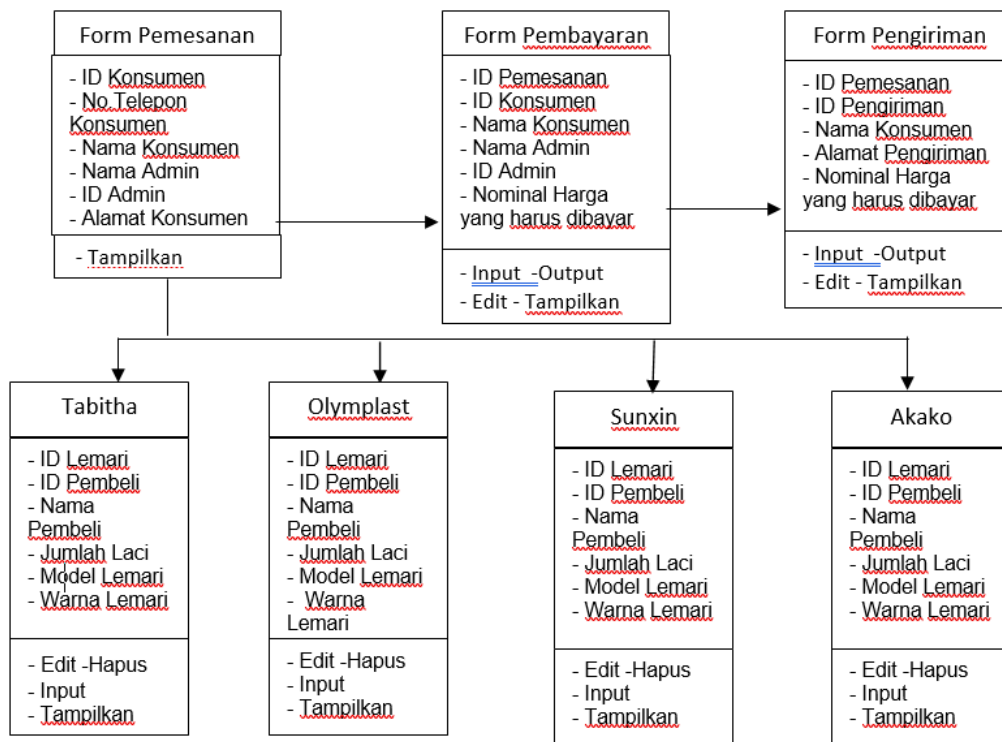 Form Pemesanan
- ID Konsumen
- No.Telepon
Konsumen
- Nama Konsumen
- Nama Admin
- ID Admin
- Alamat Konsumen
- Tampilkan
Form Pembayaran
- ID Pemesanan
- ID Konsumen
- Nama Konsumen
- Nama Admin
- ID Admin
- Nominal Harga
yang harus dibayar
- Input -Output
- Edit - Tampilkan
Form Pengiriman
- ID Pemesanan
- ID Pengiriman
- Nama Konsumen
- Alamat Pengiriman
- Nominal Harga
yang harus dibayar
- Input -Output
- Edit - Tampilkan
Tabitha
- ID Lemari
- ID Pembeli
- Nama
Pembeli
- Jumlah Laci
- Model Lemari
- Warna Lemari
- Edit -Hapus
- Input
- Tampilkan
Olymplast
- ID Lemari
- ID Pembeli
- Nama
Pembeli
- Jumlah Laci
- Model Lemari
- Warna
Lemari
- Edit -Hapus
- Input
- Tampilkan
Sunxin
- ID Lemari
- ID Pembeli
- Nama
Pembeli
- Jumlah Laci
- Model Lemari
- Warna Lemari
- Edit -Hapus
- Input
- Tampilkan
Akako
- ID Lemari
- ID Pembeli
- Nama
Pembeli
- Jumlah Laci
- Model Lemari
- Warna Lemari
- Edit -Hapus
- Input
- Tampilkan